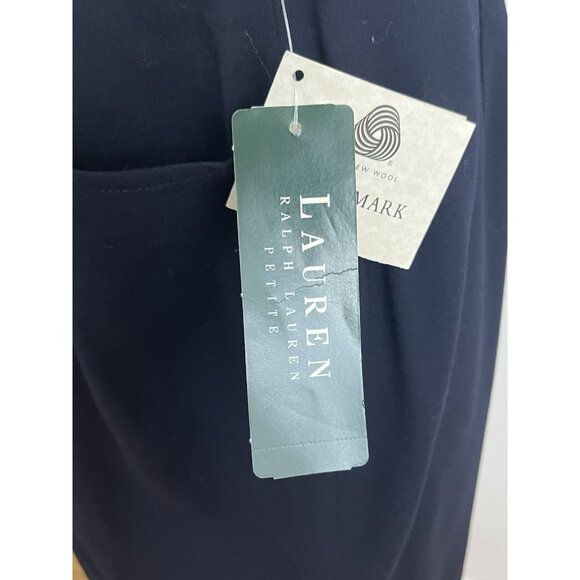 LAUREN
RALPH LAUREN
PETITE
®
EW WOOL
MARK